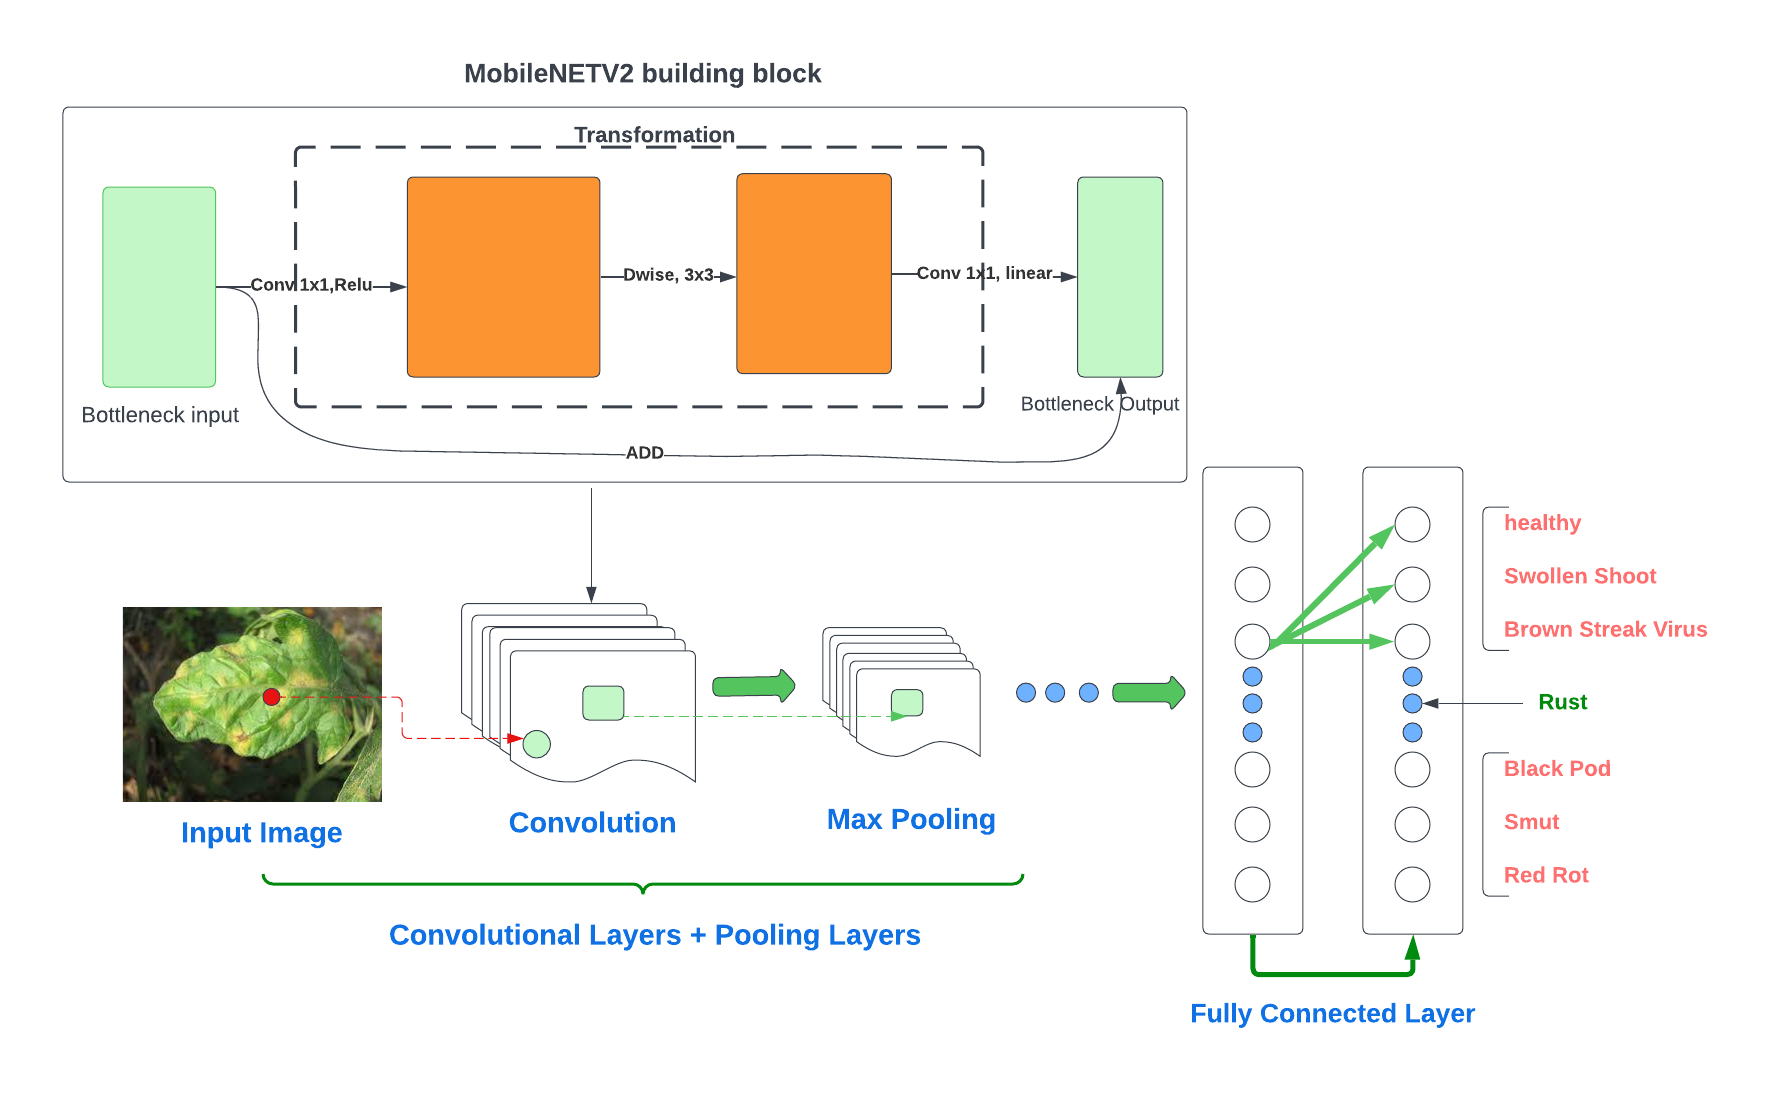 MobileNETV2 building block
Transformation
Conv 1x1,Relu
Dwise, 3x3
Conv 1x1, linear
Bottleneck input
Bottleneck Output
ADD
healthy
Swollen Shoot
Brown Streak Virus
Rust
Black Pod
Smut
Red Rot
Input Image
Convolution
Max Pooling
Convolutional Layers + Pooling Layers
Fully Connected Layer